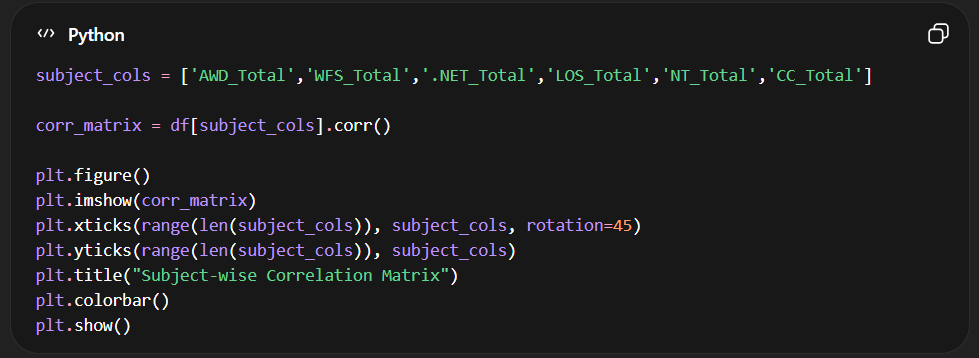 Python
subject_cols = ['AWD_Total','WFS_Total','.NET_Total','LOS_Total','NT_Total','CC_Total']
corr_matrix = df[subject_cols].corr()
plt.figure()
plt.imshow(corr_matrix)
plt.xticks(range(len(subject_cols)), subject_cols, rotation=45)
plt.yticks(range(len(subject_cols)), subject_cols)
plt.title("Subject-wise Correlation Matrix")
plt.colorbar()
plt.show()